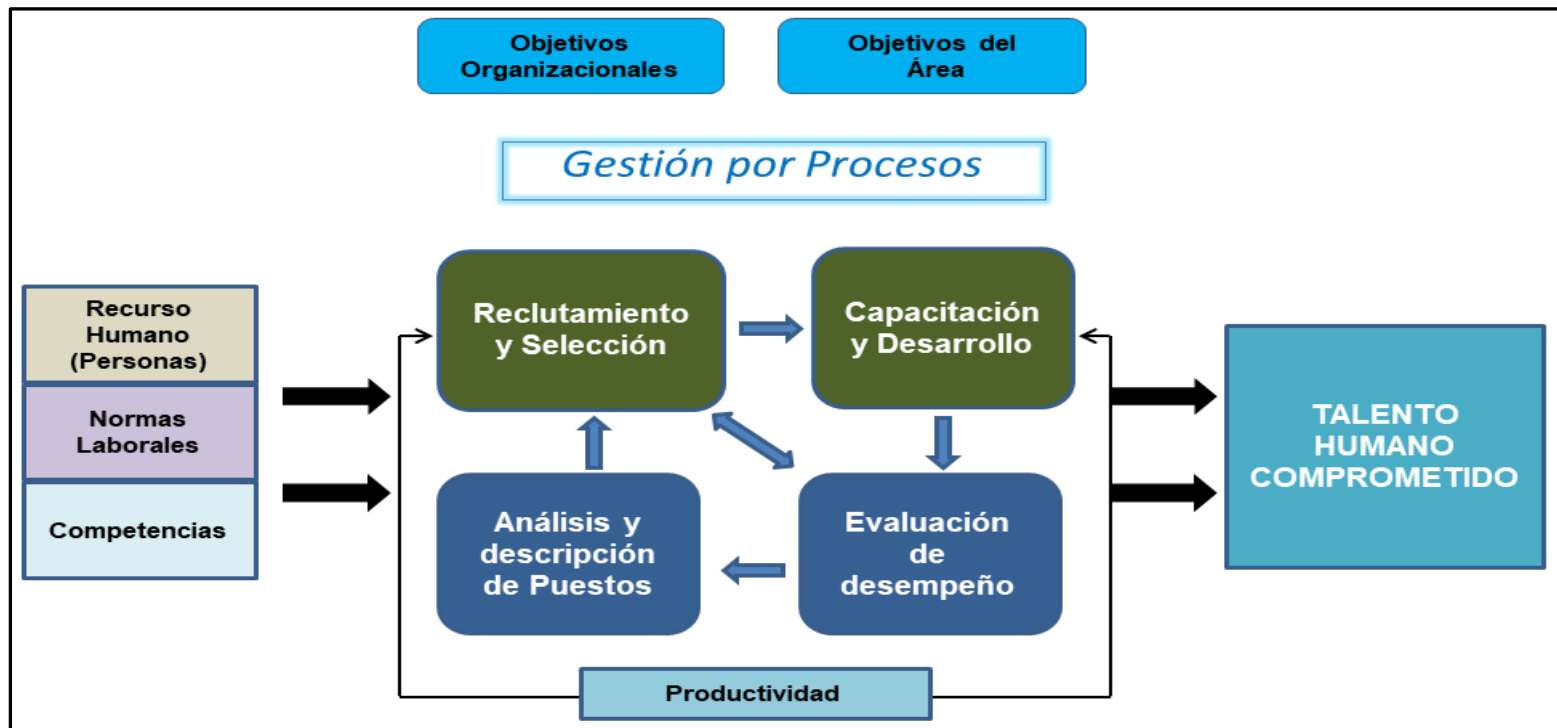 Objetivos
Organizacionales
Objetivos del
Área
Gestión por Procesos
Recurso
Humano
(Personas)
Normas
Laborales
Competencias
Reclutamiento
y Selección
Capacitación
y Desarrollo
Análisis y
descripción
de Puestos
Evaluación
de
desempeño
Productividad
TALENTO
HUMANO
COMPROMETIDO